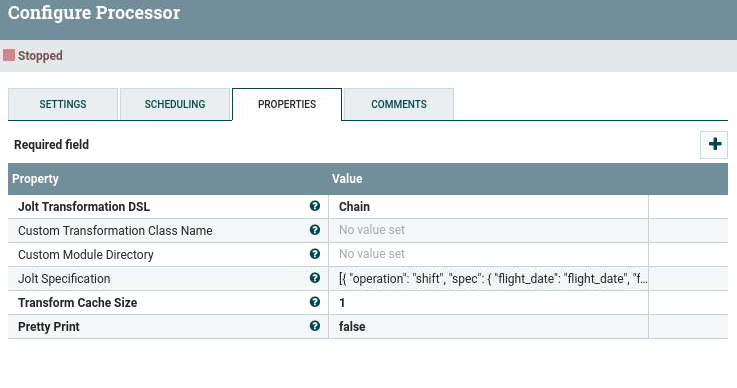 Configure Processor
Stopped
SETTINGS SCHEDULING PROPERTIES COMMENTS
Required field
Property Value
Jolt Transformation DSL ? Chain
Custom Transformation Class Name ? No value set
Custom Module Directory ? No value set
Jolt Specification ? [{ "operation": "shift", "spec": { "flight_date": "flight_date", "f...
Transform Cache Size ? 1
Pretty Print ? false